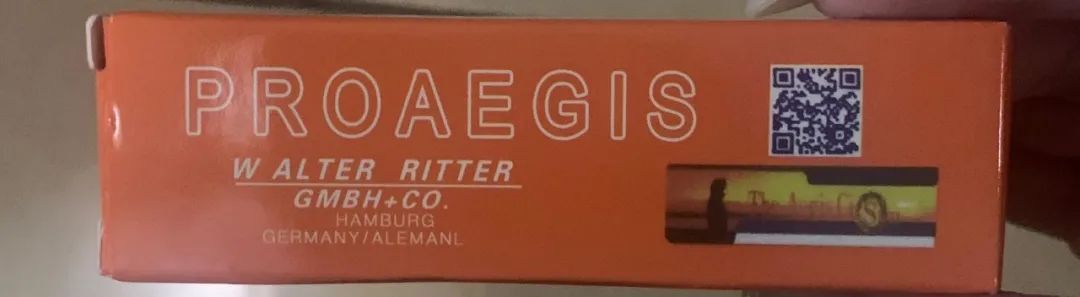 PROAEGIS
W ALTER RITTER
GMBH+CO.
HAMBURG
GERMANY/ALEMANL